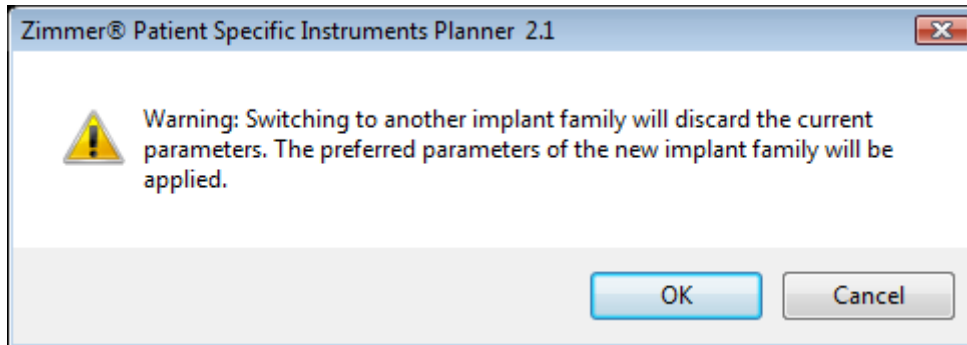 Zimmer® Patient Specific Instruments Planner 2.1
Warning: Switching to another implant family will discard the current
parameters. The preferred parameters of the new implant family will be
applied.
OK
Cancel